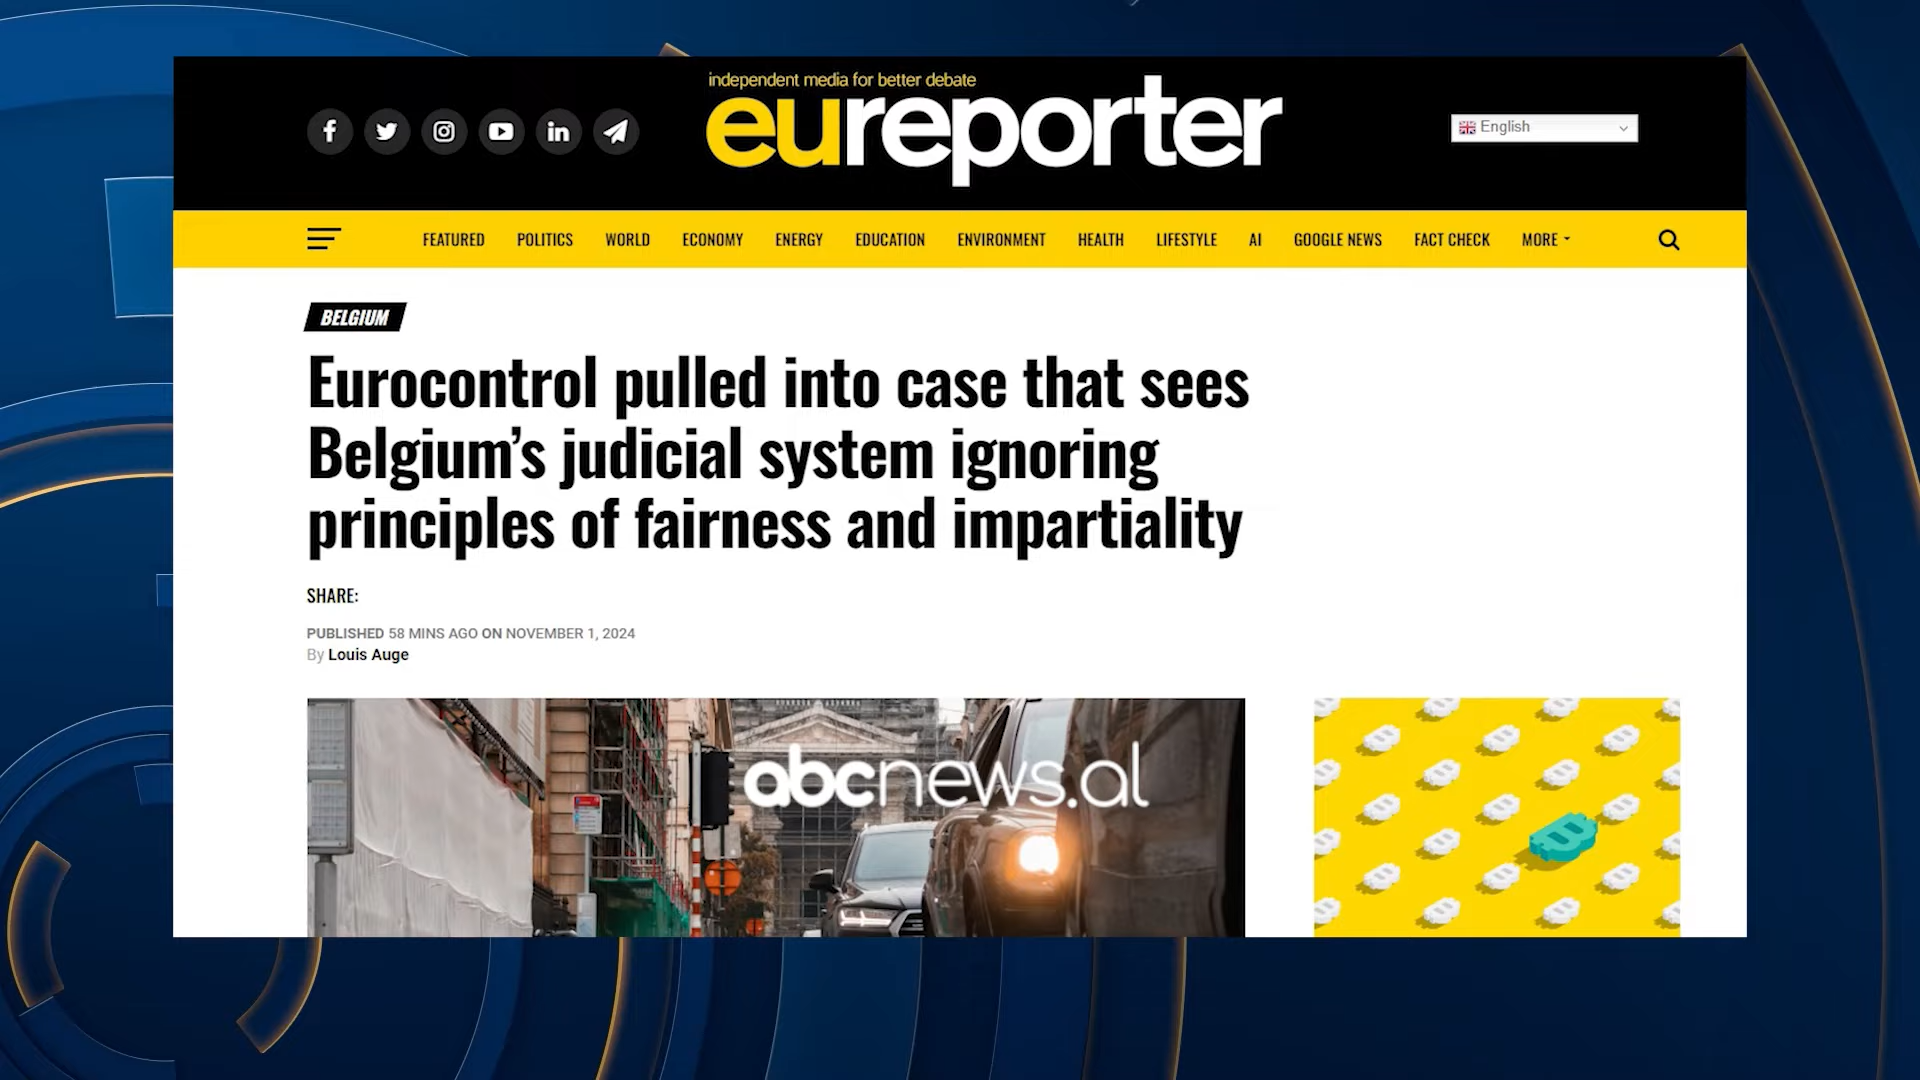 independent media for better debate
eureporter
English
FEATURED POLITICS WORLD ECONOMY ENERGY EDUCATION ENVIRONMENT HEALTH LIFESTYLE AI GOOGLE NEWS FACT CHECK MORE
BELGIUM
Eurocontrol pulled into case that sees
Belgium’s judicial system ignoring
principles of fairness and impartiality
SHARE:
PUBLISHED 58 MINS AGO ON NOVEMBER 1, 2024
By Louis Auge
abcnews.al